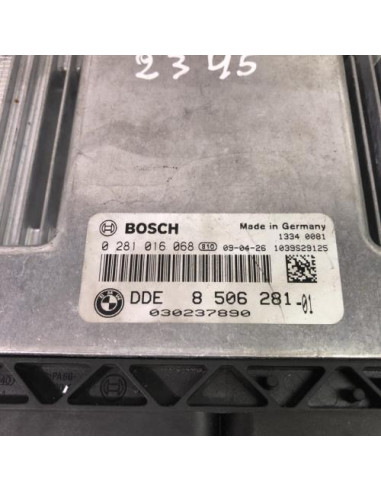 2345
BOSCH Made in Germany
1334 0001
0 281 016 068 810 09-04-26 1039S29125
DDE 8 506 281-01
030237890